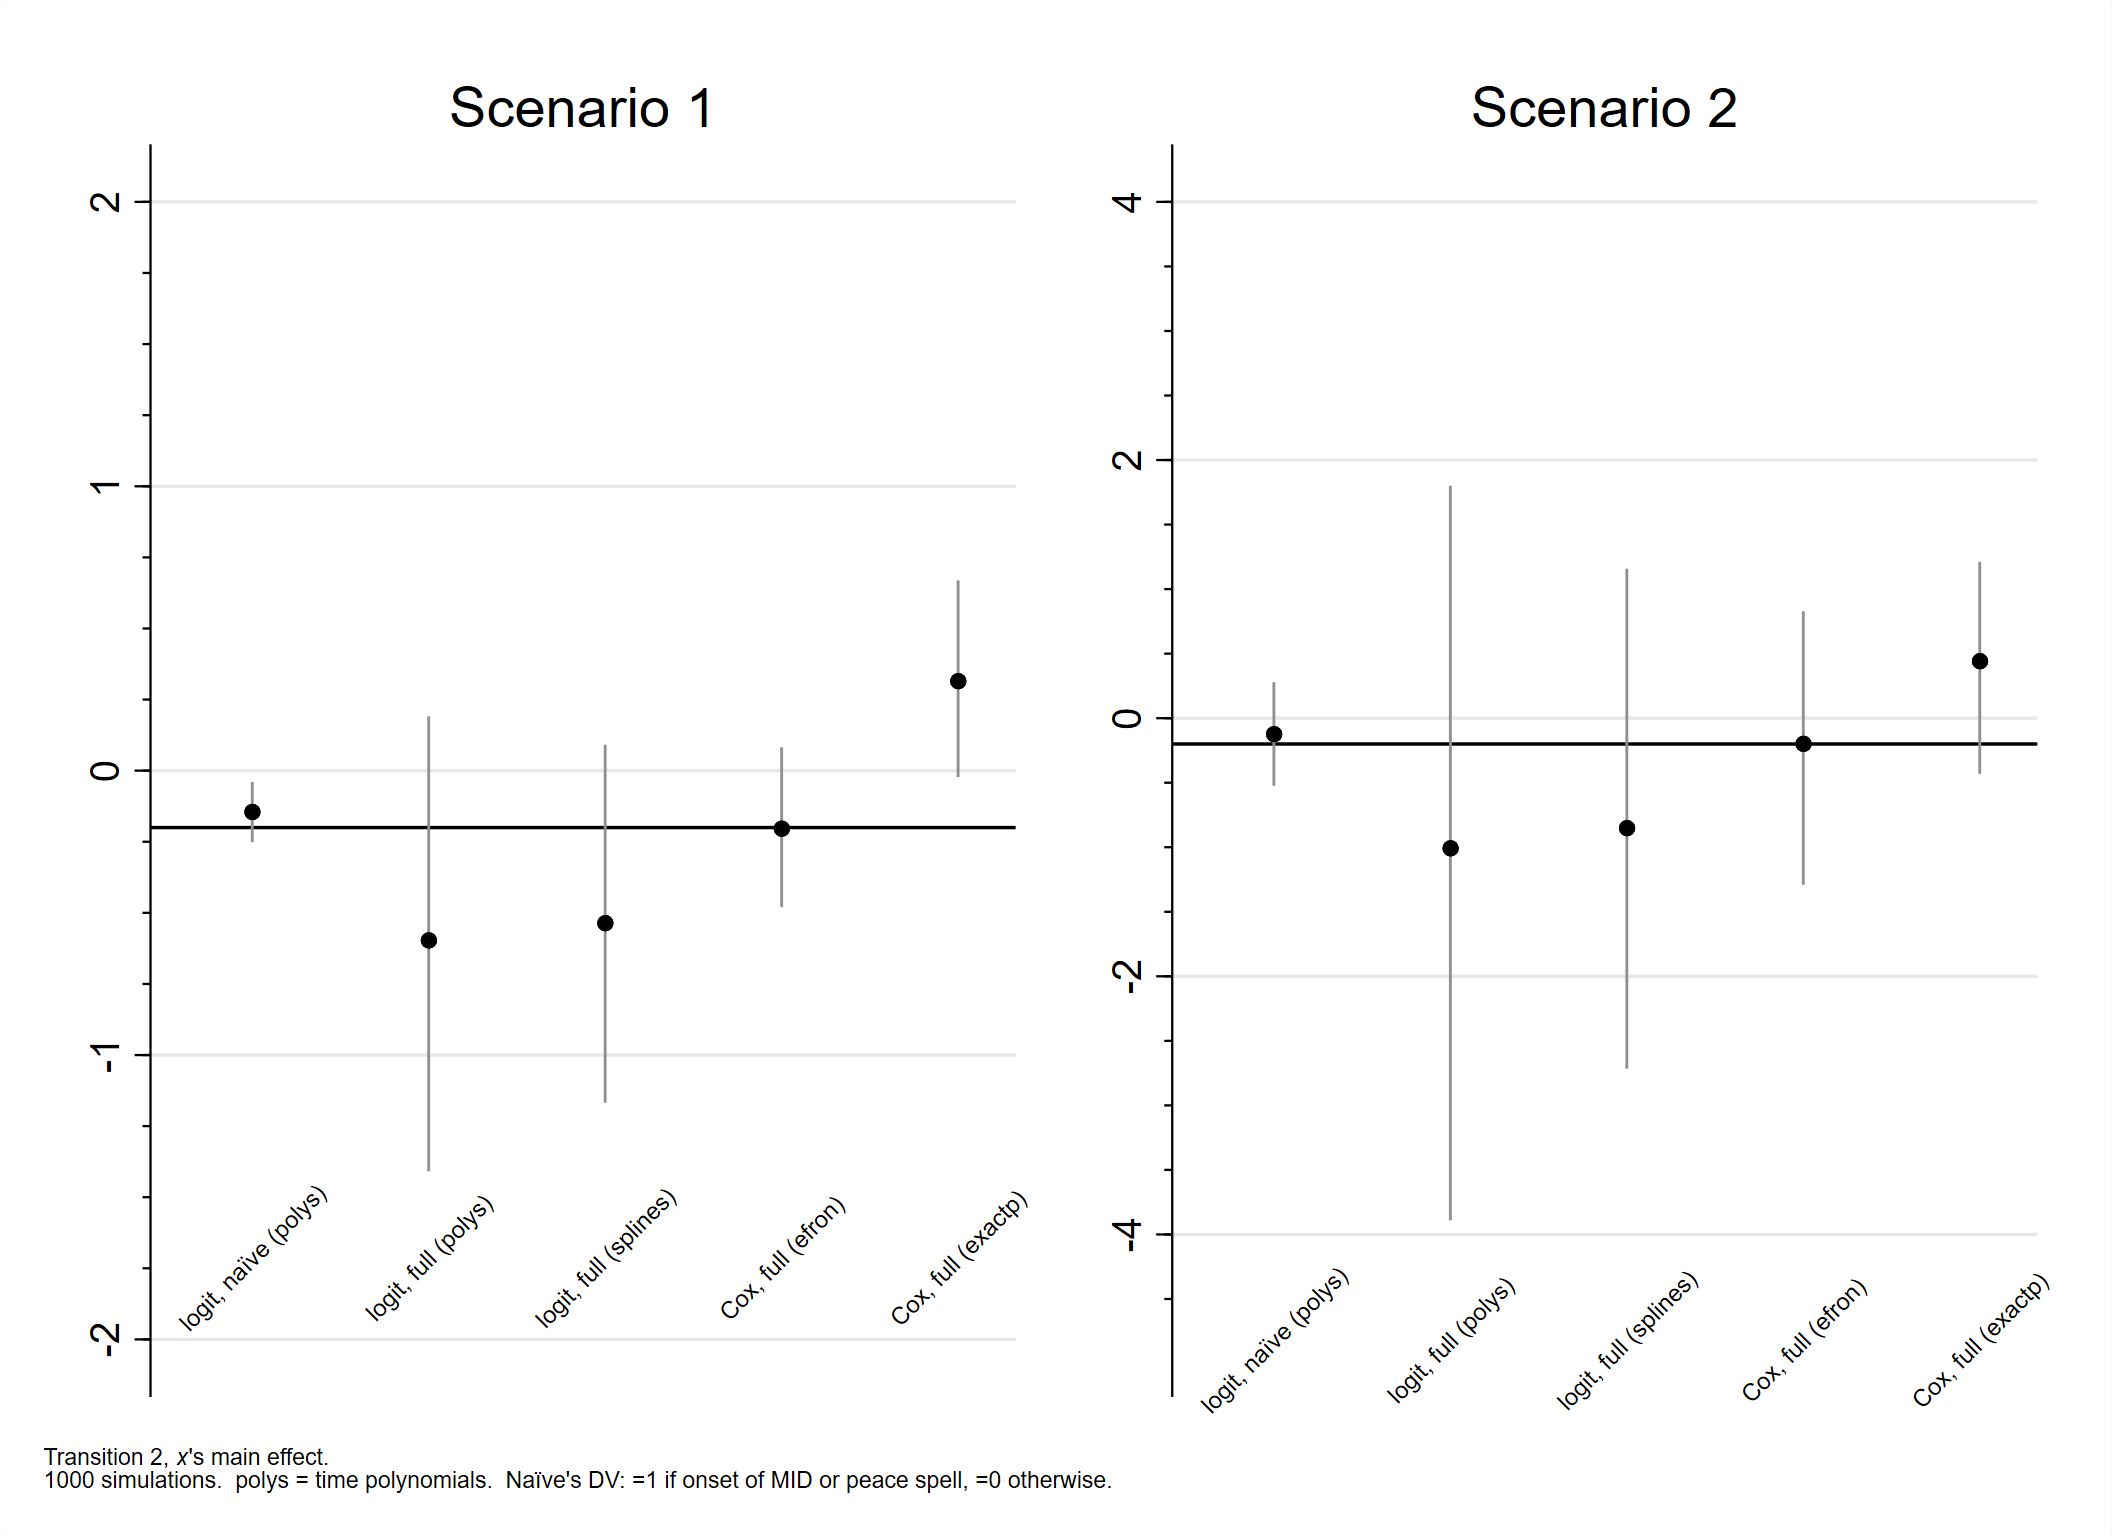 Scenario 1
2
1
0
-1
-2
logit, naïve (polys)
logit, full (polys)
logit, full (splines)
Cox, full (efron)
Cox, full (exactp)
Scenario 2
4
2
0
-2
-4
logit, naïve (polys)
logit, full (polys)
logit, full (splines)
Cox, full (efron)
Cox, full (exactp)
Transition 2, x's main effect.
1000 simulations.  polys = time polynomials.  Naïve's DV: =1 if onset of MID or peace spell, =0 otherwise.